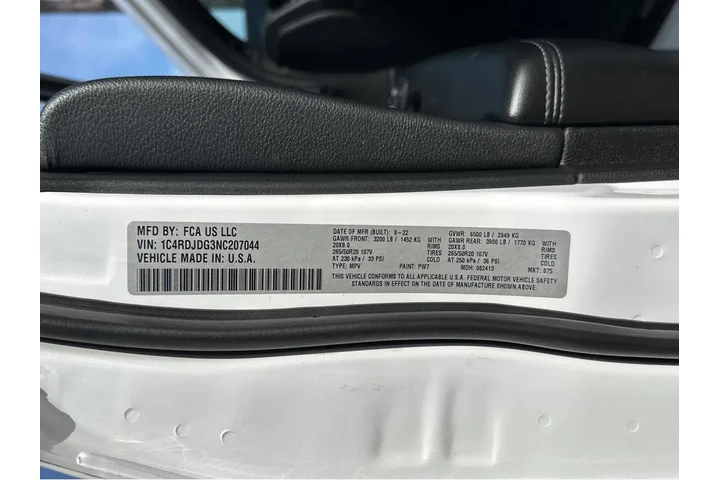 MFD BY: FCA US LLC
VIN: 1C4RDJDG3NC207044
VEHICLE MADE IN: U.S.A.
DATE OF MFR (BUILT): 8-22
GAWR FRONT: 3200 LB / 1452 KG WITH
20X8.0 RIMS
265/50R20 107V TIRES
AT 230 kPa / 33 PSI COLD
TYPE: MPV PAINT: PW7
GVWR: 6500 LB / 2949 KG
GAWR REAR: 3900 LB / 1770 KG WITH
20X8.0 RIMS
265/50R20 107V TIRES
AT 250 kPa / 36 PSI COLD
MDH: 082413 MKT: 875
THIS VEHICLE CONFORMS TO ALL APPLICABLE U.S.A. FEDERAL MOTOR VEHICLE SAFETY
STANDARDS IN EFFECT ON THE DATE OF MANUFACTURE SHOWN ABOVE.